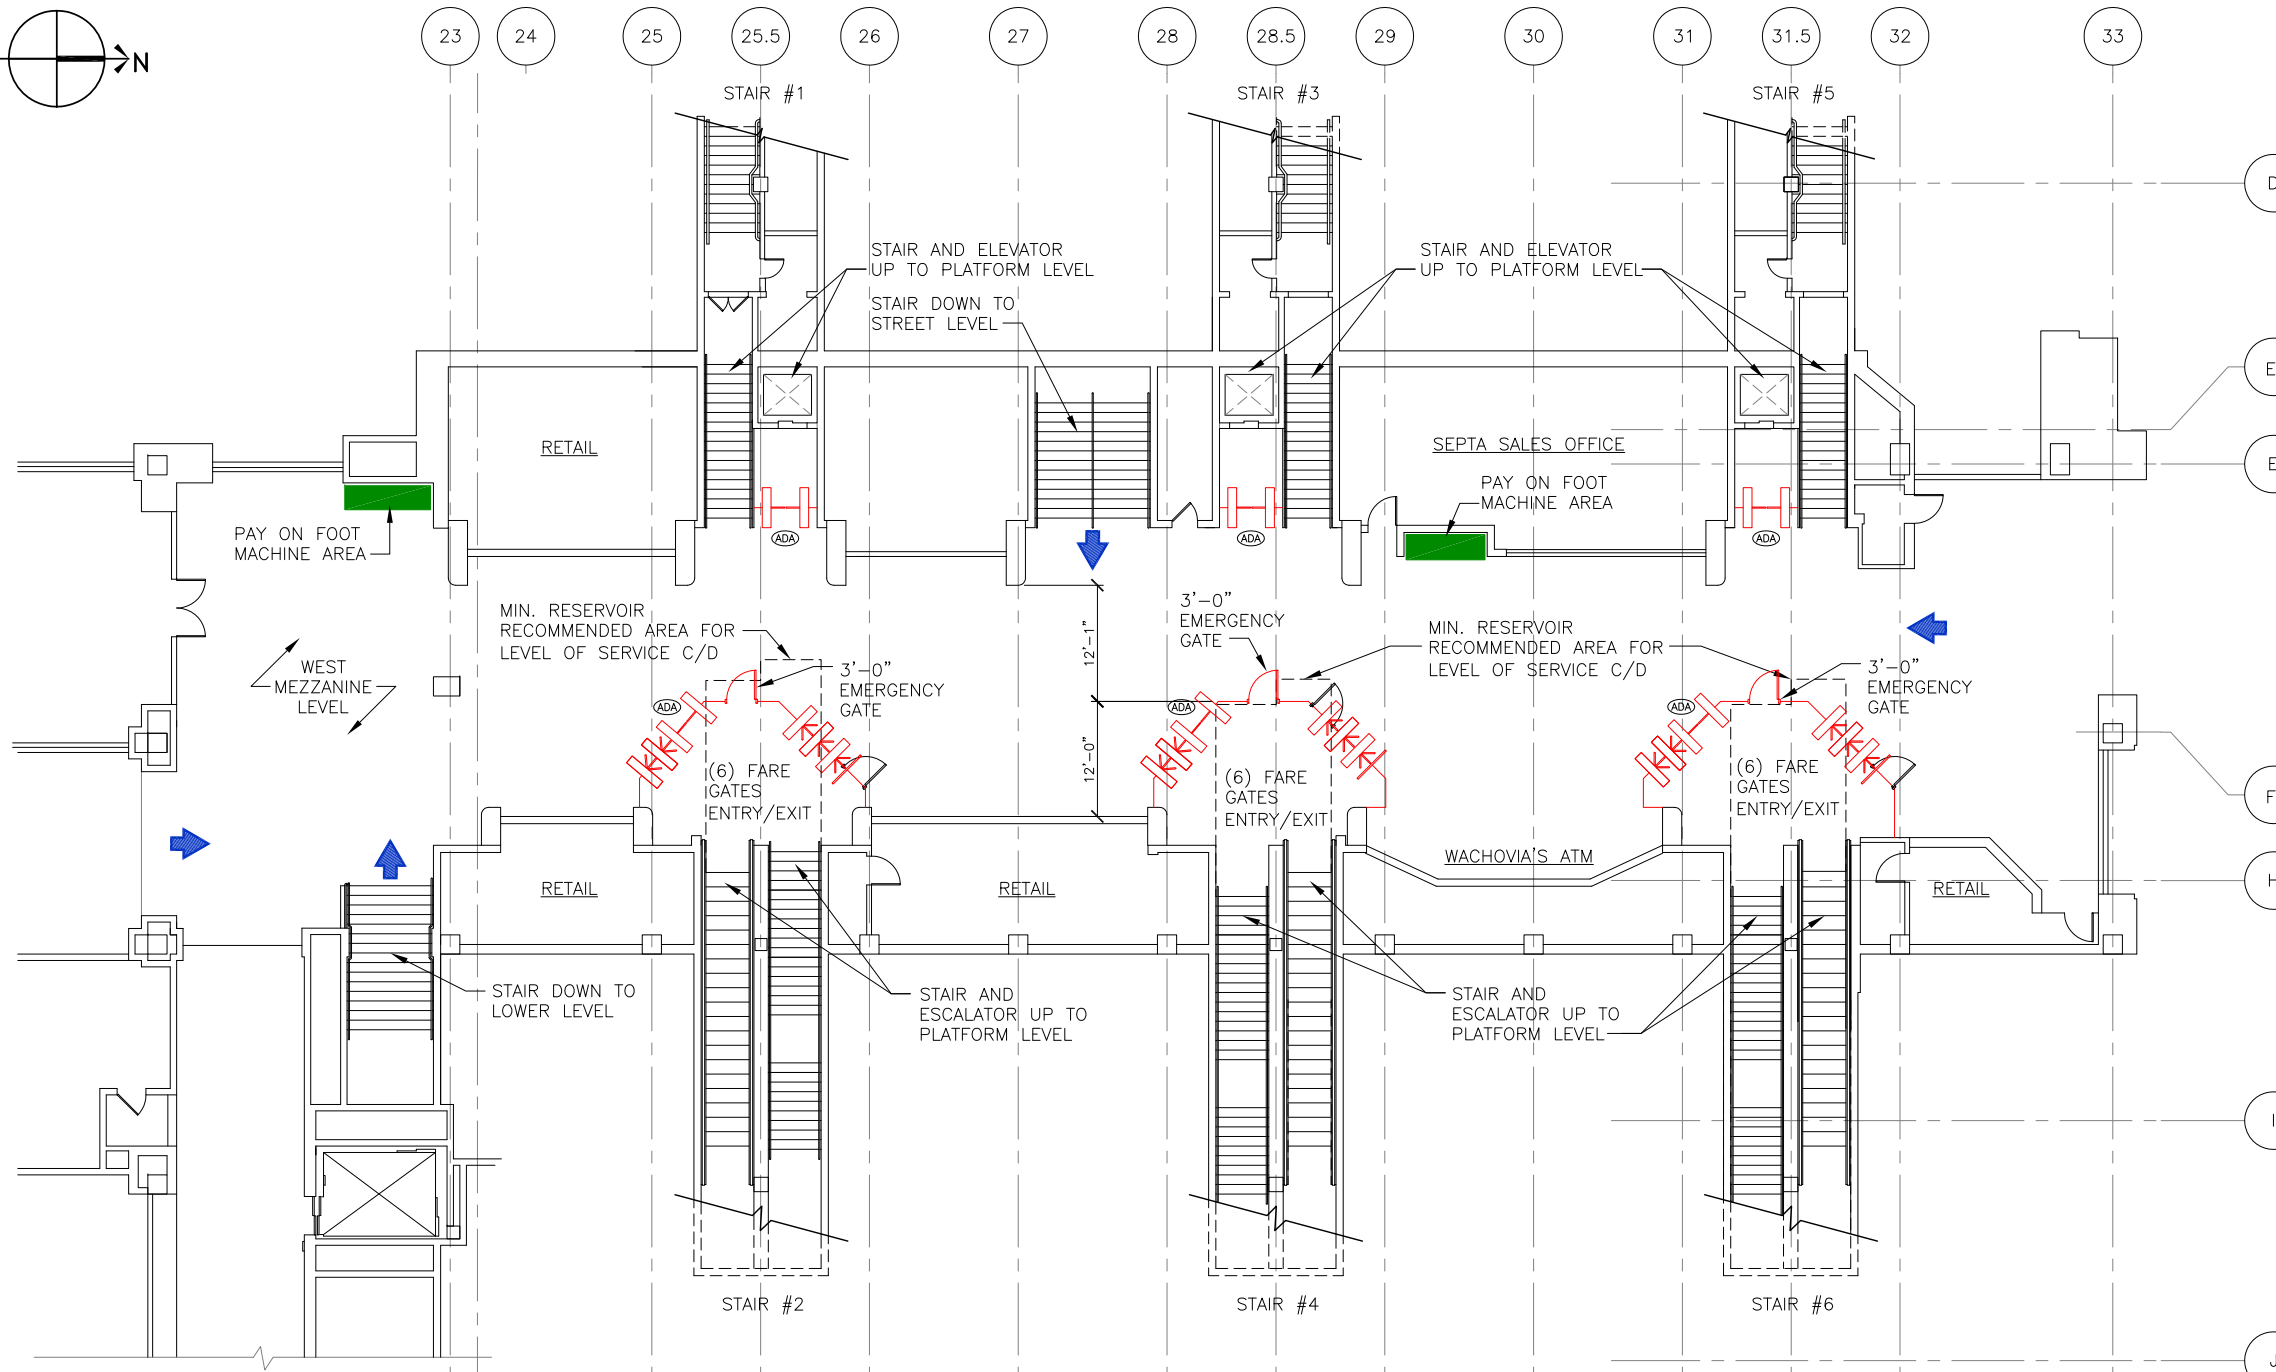 23 24 25 25.5 26 27 28 28.5 29 30 31 31.5 32 33
N
STAIR #1
STAIR #3
STAIR #5
D
STAIR AND ELEVATOR
UP TO PLATFORM LEVEL
STAIR AND ELEVATOR
UP TO PLATFORM LEVEL
STAIR DOWN TO
STREET LEVEL
E
RETAIL
SEPTA SALES OFFICE
E
PAY ON FOOT
MACHINE AREA
PAY ON FOOT
MACHINE AREA
ADA
ADA
ADA
MIN. RESERVOIR
RECOMMENDED AREA FOR
LEVEL OF SERVICE C/D
3'-0"
EMERGENCY
GATE
12'-1"
3'-0"
EMERGENCY
GATE
MIN. RESERVOIR
RECOMMENDED AREA FOR
LEVEL OF SERVICE C/D
3'-0"
EMERGENCY
GATE
WEST
MEZZANINE
LEVEL
ADA
ADA
ADA
12'-0"
(6) FARE
GATES
ENTRY/EXIT
(6) FARE
GATES
ENTRY/EXIT
(6) FARE
GATES
ENTRY/EXIT
F
RETAIL
RETAIL
WACHOVIA'S ATM
RETAIL
H
STAIR DOWN TO
LOWER LEVEL
STAIR AND
ESCALATOR UP TO
PLATFORM LEVEL
STAIR AND
ESCALATOR UP TO
PLATFORM LEVEL
I
STAIR #2
STAIR #4
STAIR #6
J